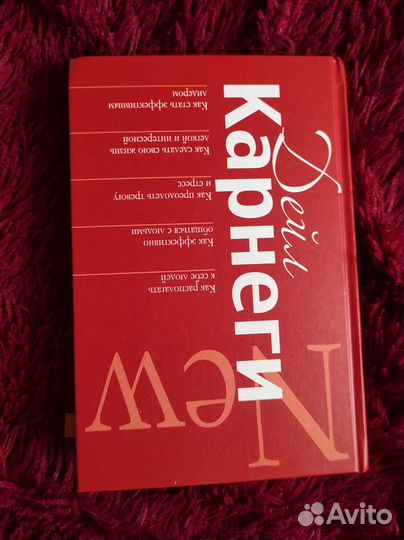 New
Дейл
Карнеги
Как располагать
к себе людей
Как эффективно
общаться с людьми
Как преодолеть тревогу
и стресс
Как сделать свою жизнь
легкой и интересной
Как стать эффективным
лидером
Avito